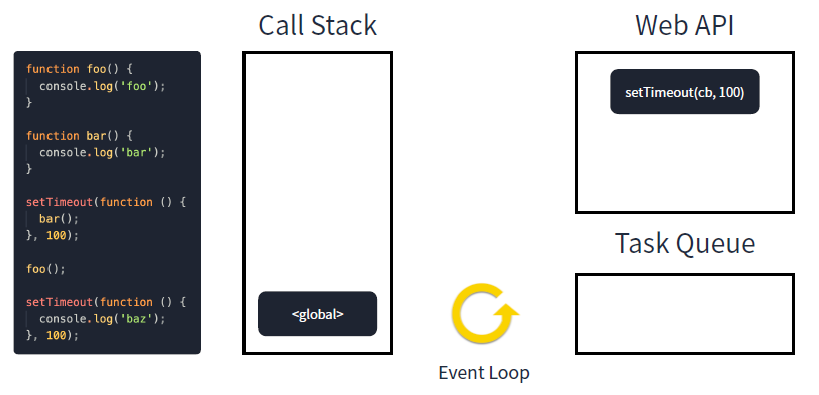 Call Stack
Web API
function foo() {
  console.log('foo');
}
function bar() {
  console.log('bar');
}
setTimeout(function () {
  bar();
}, 100);
foo();
setTimeout(function () {
  console.log('baz');
}, 100);
<global>
setTimeout(cb, 100)
Task Queue
Event Loop